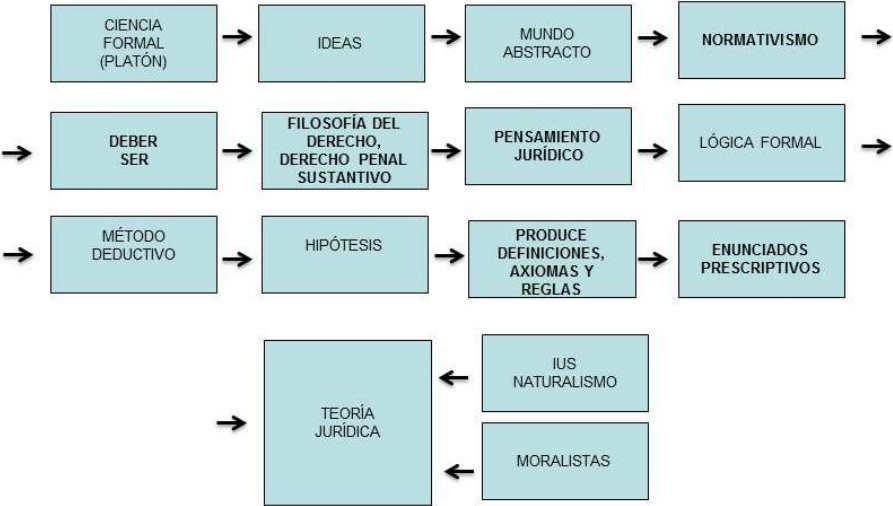 CIENCIA
FORMAL
(PLATÓN)
IDEAS
MUNDO
ABSTRACTO
NORMATIVISMO
DEBER
SER
FILOSOFÍA DEL
DERECHO,
DERECHO PENAL
SUSTANTIVO
PENSAMIENTO
JURÍDICO
LÓGICA FORMAL
MÉTODO
DEDUCTIVO
HIPÓTESIS
PRODUCE
DEFINICIONES,
AXIOMAS Y
REGLAS
ENUNCIADOS
PRESCRIPTIVOS
TEORÍA
JURÍDICA
IUS
NATURALISMO
MORALISTAS